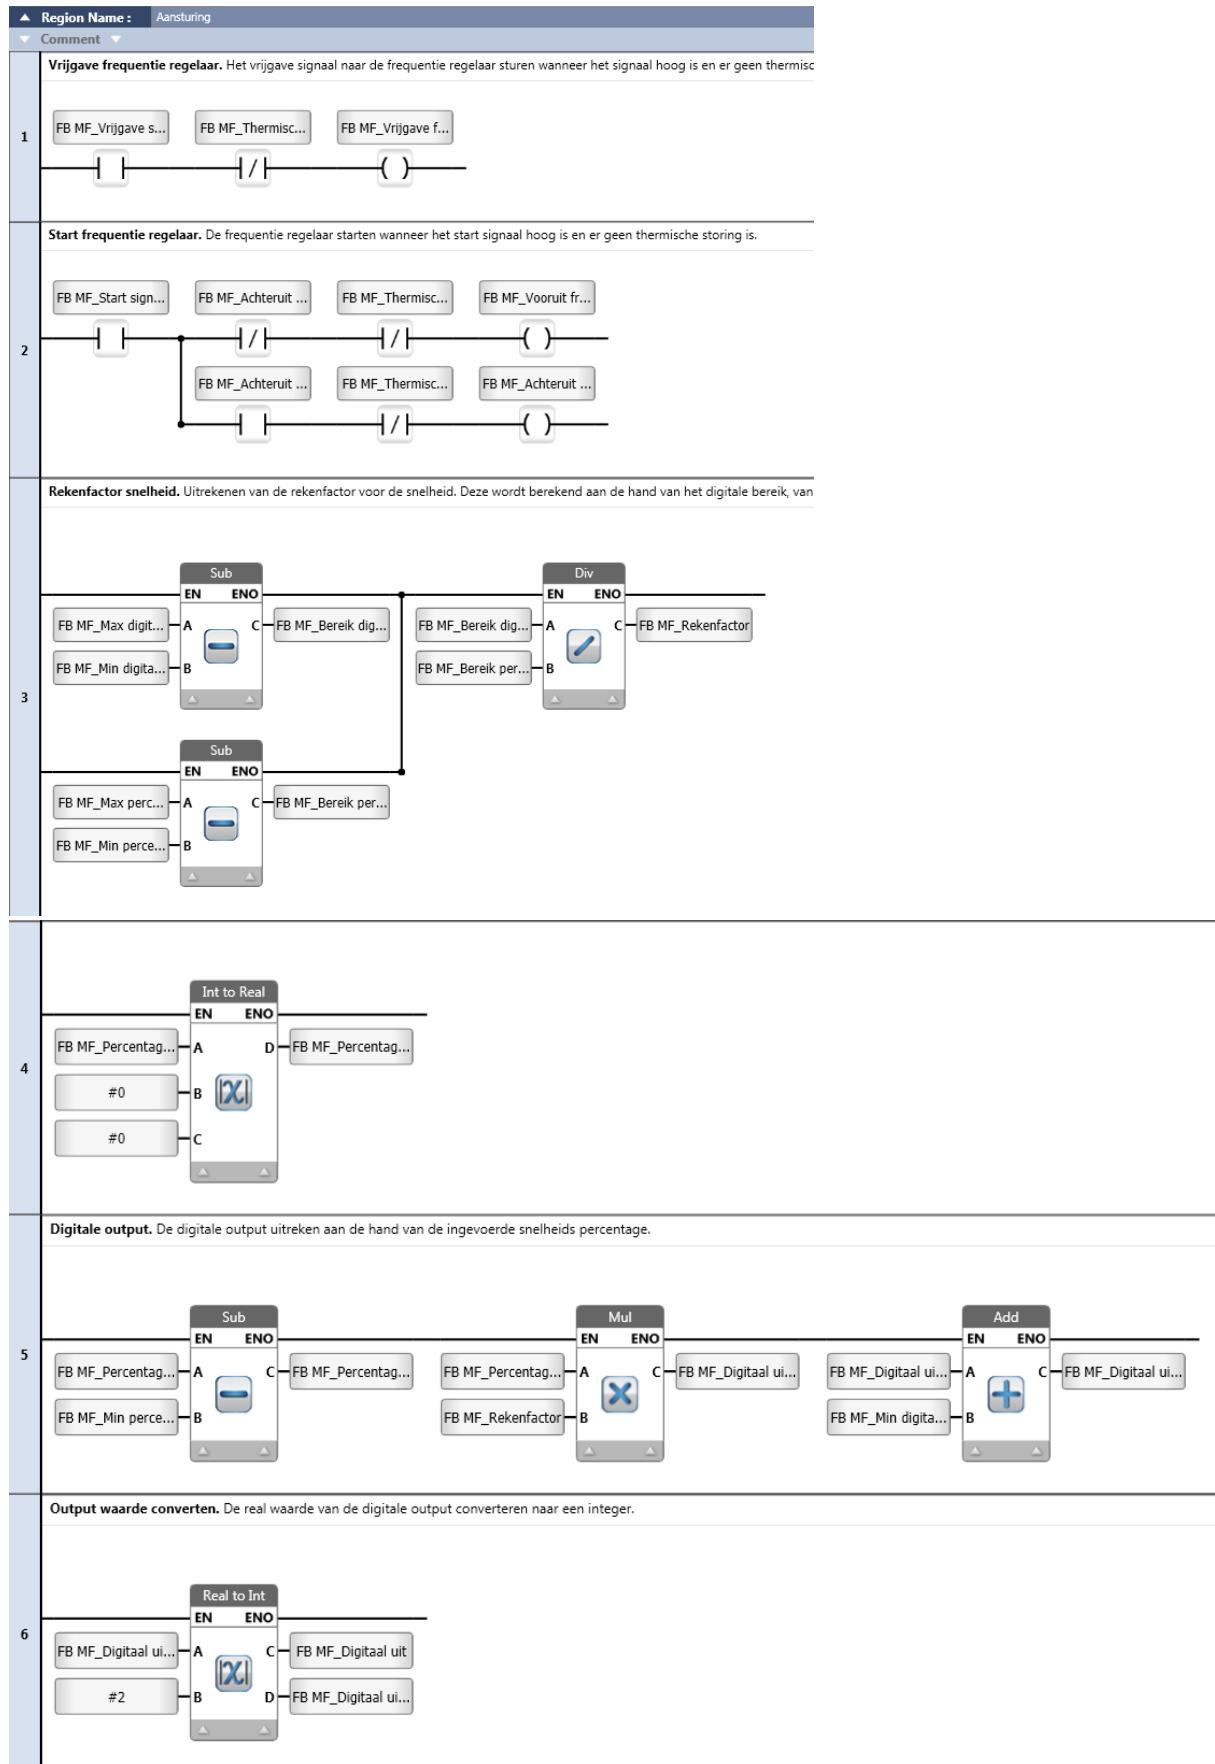 Region Name : Aansturing
Comment
Vrijgave frequentie regelaar. Het vrijgave signaal naar de frequentie regelaar sturen wanneer het signaal hoog is en er geen thermisc
1
FB MF_Vrijgave s... FB MF_Thermisc... FB MF_Vrijgave f...
Start frequentie regelaar. De frequentie regelaar starten wanneer het start signaal hoog is en er geen thermische storing is.
2
FB MF_Start sign... FB MF_Achteruit ... FB MF_Thermisc... FB MF_Vooruit fr...
FB MF_Achteruit ... FB MF_Thermisc... FB MF_Achteruit ...
Rekenfactor snelheid. Uitrekenen van de rekenfactor voor de snelheid. Deze wordt berekend aan de hand van het digitale bereik, van
3
Sub Div
EN ENO EN ENO
FB MF_Max digit... A C FB MF_Bereik dig... FB MF_Bereik dig... A C FB MF_Rekenfactor
FB MF_Min digita... B FB MF_Bereik per... B
Sub
EN ENO
FB MF_Max perc... A C FB MF_Bereik per...
FB MF_Min perce... B
4
Int to Real
EN ENO
FB MF_Percentag... A D FB MF_Percentag...
#0 B
#0 C
Digitale output. De digitale output uitreken aan de hand van de ingevoerde snelheids percentage.
5
Sub Mul Add
EN ENO EN ENO EN ENO
FB MF_Percentag... A C FB MF_Percentag... FB MF_Percentag... A C FB MF_Digitaal ui... FB MF_Digitaal ui... A C FB MF_Digitaal ui...
FB MF_Min perce... B FB MF_Rekenfactor B FB MF_Min digita... B
Output waarde converten. De real waarde van de digitale output converteren naar een integer.
6
Real to Int
EN ENO
FB MF_Digitaal ui... A C FB MF_Digitaal uit
#2 B D FB MF_Digitaal ui...